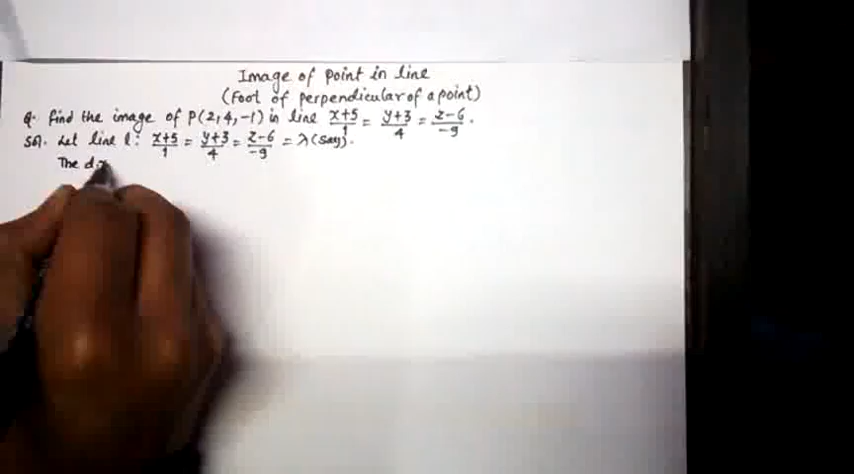 Image of point in line
(Foot of perpendicular of a point)
Q. Find the image of P(2,4,-1) in line x+5/1 = y+3/4 = z-6/-9.
Sol. Let line l: x+5/1 = y+3/4 = z-6/-9 = λ(say).
The d.r